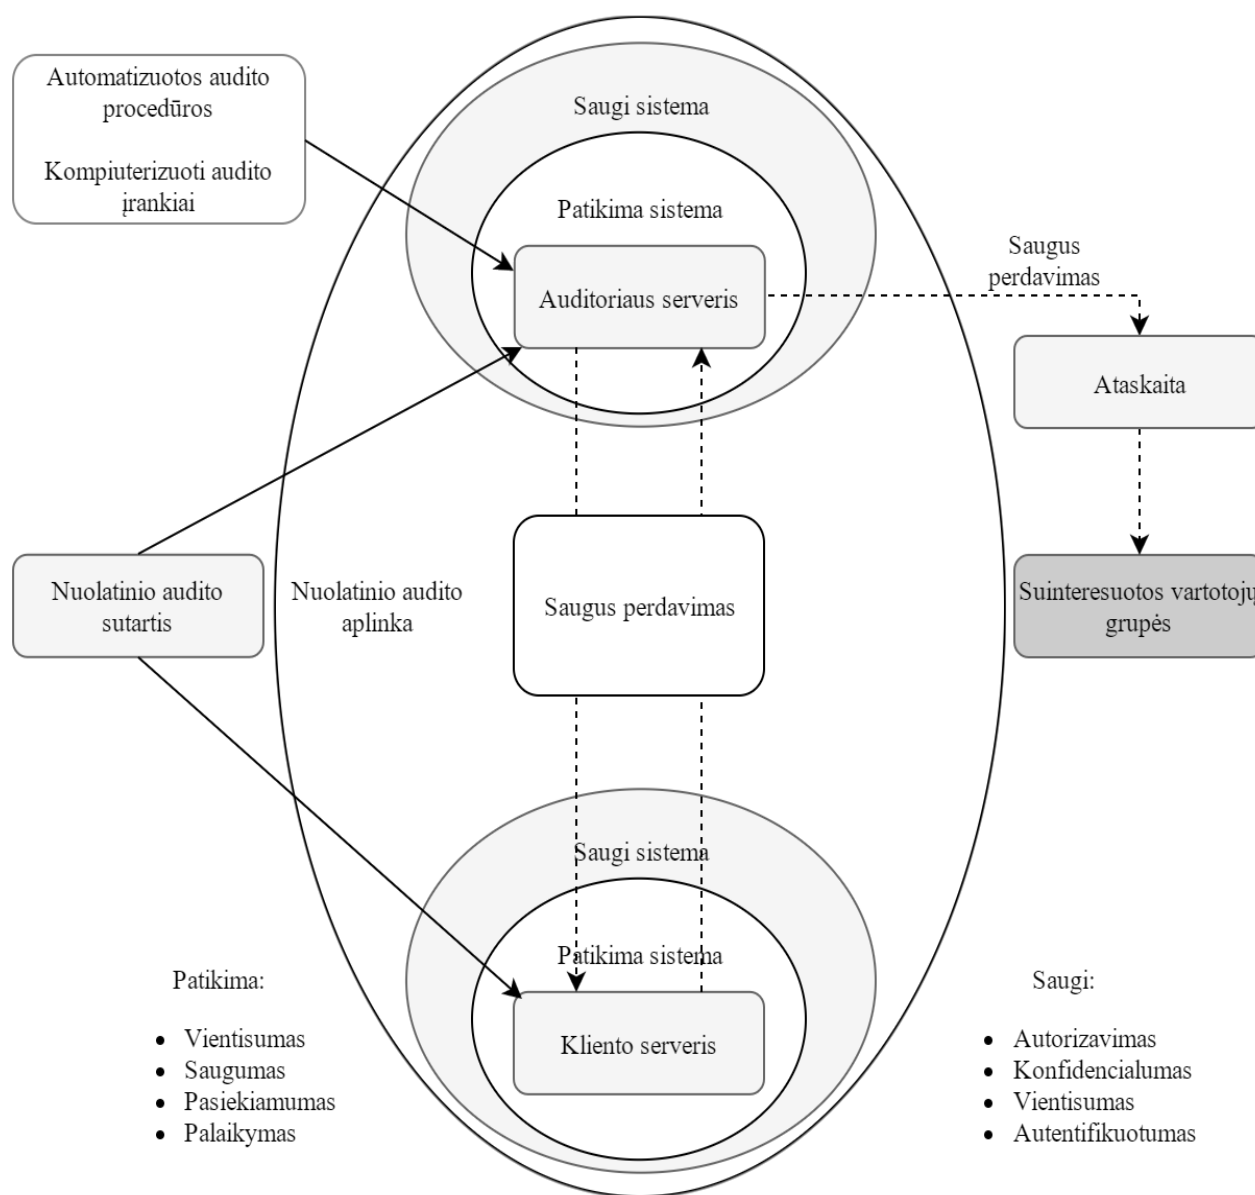 Automatizuotos audito
procedūros
Kompiuterizuoti audito
įrankiai
Saugi sistema
Patikima sistema
Auditoriaus serveris
Saugus
perdavimas
Ataskaita
Nuolatinio audito
sutartis
Nuolatinio audito
aplinka
Saugus perdavimas
Suinteresuotos vartotojų
grupės
Saugi sistema
Patikima sistema
Kliento serveris
Patikima:
• Vientisumas
• Saugumas
• Pasiekiamumas
• Palaikymas
Saugi:
• Autorizavimas
• Konfidencialumas
• Vientisumas
• Autentifikuotumas